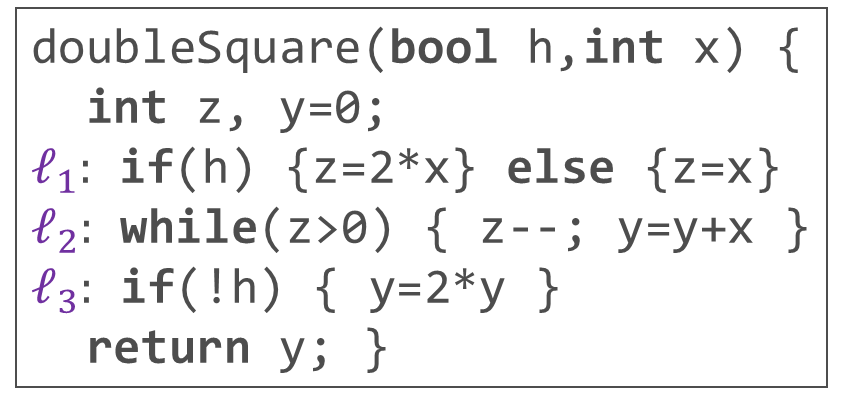 doubleSquare(bool h,int x) {
int z, y=0;
ℓ1: if(h) {z=2*x} else {z=x}
ℓ2: while(z>0) { z--; y=y+x }
ℓ3: if(!h) { y=2*y }
return y; }